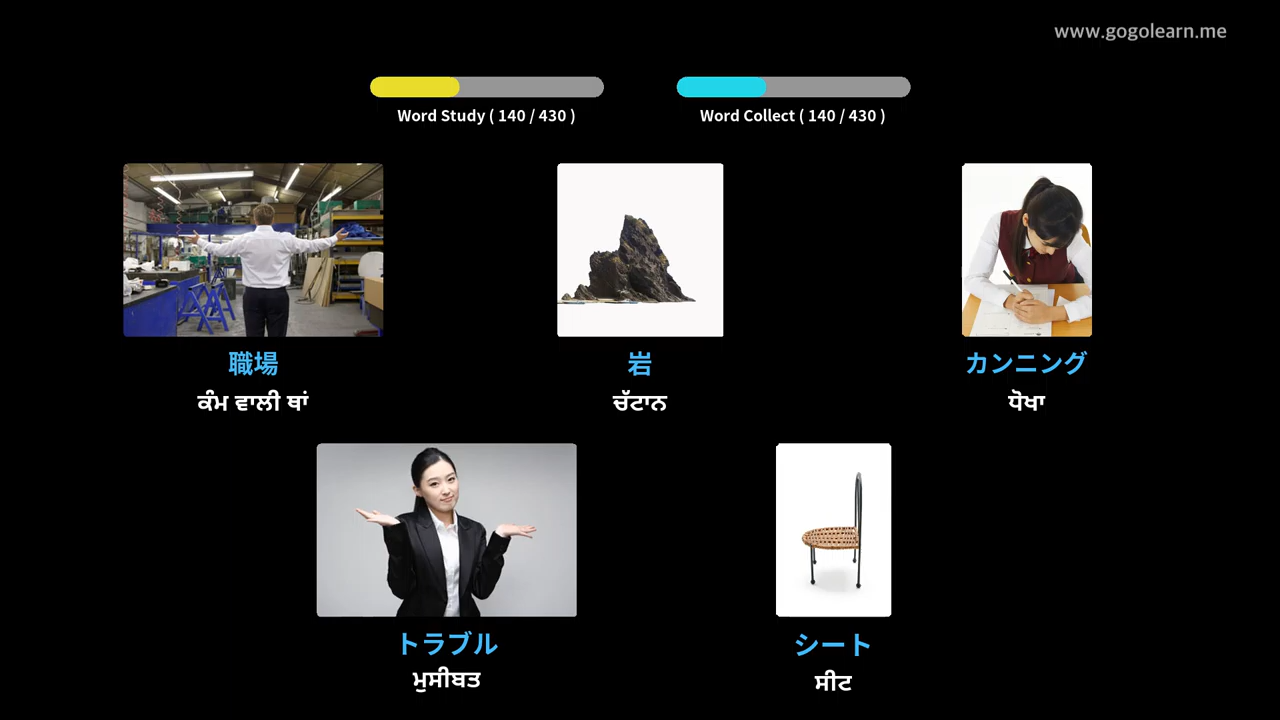 www.gogolearn.me
Word Study ( 140 / 430 )
Word Collect ( 140 / 430 )
職場
ਕੰਮ ਵਾਲੀ ਥਾਂ
岩
ਚੱਟਾਨ
カンニング
ਧੋਖਾ
トラブル
ਮੁਸੀਬਤ
シート
ਸੀਟ